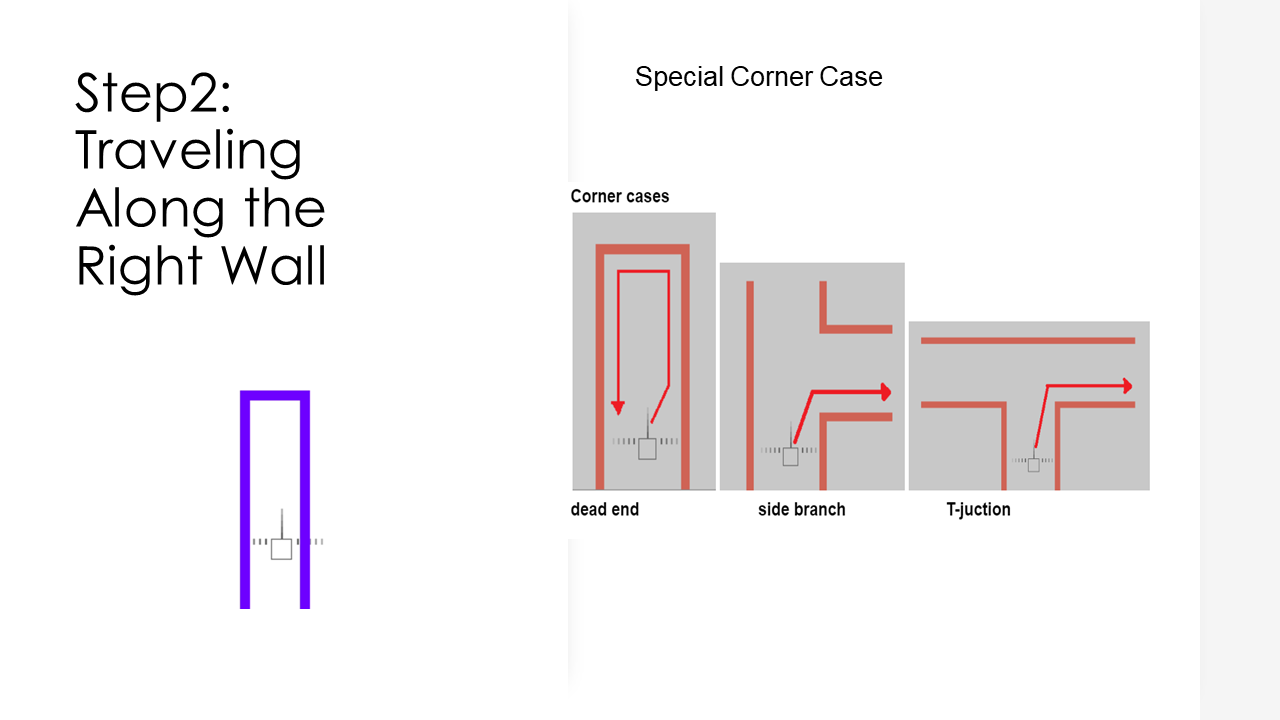 Step2:
Traveling
Along the
Right Wall
Special Corner Case
Corner cases
dead end
side branch
T-juction